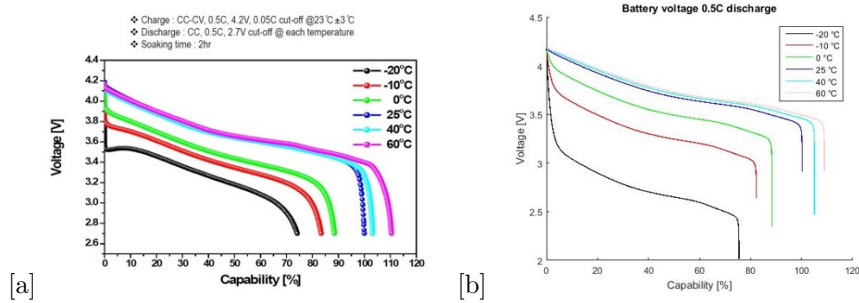 ❖ Charge : CC-CV, 0.5C, 4.2V, 0.05C cut-off @23℃±3℃
❖ Discharge : CC, 0.5C, 2.7V cut-off @ each temperature
❖ Soaking time : 2hr
4.4
4.2
4.0
3.8
3.6
3.4
3.2
3.0
2.8
2.6
Voltage [V]
-20°C
-10°C
0°C
25°C
40°C
60°C
0 10 20 30 40 50 60 70 80 90 100 110 120
Capability [%]
[a]
Battery voltage 0.5C discharge
4.5
4
3.5
3
2.5
2
Voltage [V]
-20 °C
-10 °C
0 °C
25 °C
40 °C
60 °C
0 20 40 60 80 100 120
Capability [%]
[b]